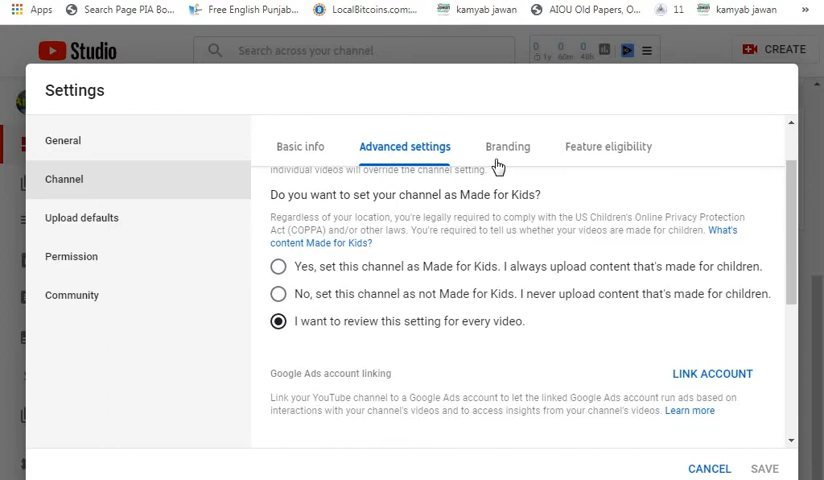 Apps Search Page PIA Bo... Free English Punjab... LocalBitcoins.com:... kamyab jawan AIOU Old Papers, O... 11 kamyab jawan »
Studio Search across your channel 0 0 0 CREATE
60m 48h
Settings
General
Channel
Upload defaults
Permission
Community
Basic info Advanced settings Branding Feature eligibility
individual videos will override the channel setting.
Do you want to set your channel as Made for Kids?
Regardless of your location, you're legally required to comply with the US Children's Online Privacy Protection
Act (COPPA) and/or other laws. You're required to tell us whether your videos are made for children. What's
content Made for Kids?
Yes, set this channel as Made for Kids. I always upload content that's made for children.
No, set this channel as not Made for Kids. I never upload content that's made for children.
I want to review this setting for every video.
Google Ads account linking LINK ACCOUNT
Link your YouTube channel to a Google Ads account to let the linked Google Ads account run ads based on
interactions with your channel's videos and to access insights from your channel's videos. Learn more
CANCEL SAVE